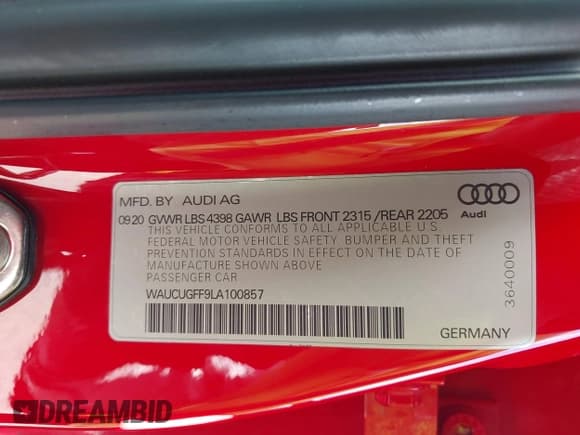 MFD. BY AUDI AG
Audi
09.20 GVWR LBS 4398 GAWR LBS FRONT 2315 /REAR 2205
THIS VEHICLE CONFORMS TO ALL APPLICABLE U.S.
FEDERAL MOTOR VEHICLE SAFETY, BUMPER AND THEFT
PREVENTION STANDARDS IN EFFECT ON THE DATE OF
MANUFACTURE SHOWN ABOVE
PASSENGER CAR
WAUCUGFF9LA100857
3640009
GERMANY
DREAMBID